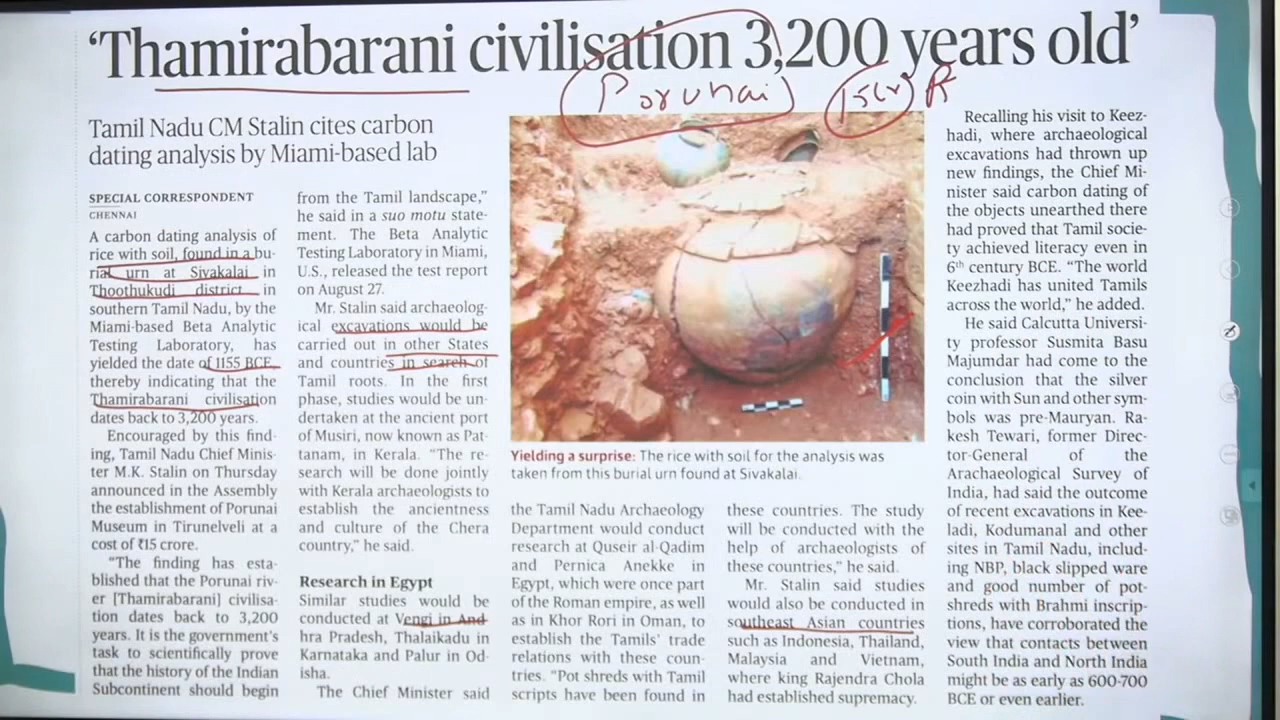 ‘Thamirabarani civilisation 3,200 years old’
Porunai
15Cr
Tamil Nadu CM Stalin cites carbon
dating analysis by Miami-based lab
SPECIAL CORRESPONDENT
CHENNAI
A carbon dating analysis of
rice with soil, found in a bu-
rial urn at Sivakalai in
Thoothukudi district in
southern Tamil Nadu, by the
Miami-based Beta Analytic
Testing Laboratory, has
yielded the date of 1155 BCE,
thereby indicating that the
Thamirabarani civilisation
dates back to 3,200 years.
Encouraged by this find-
ing, Tamil Nadu Chief Minis-
ter M.K. Stalin on Thursday
announced in the Assembly
the establishment of Porunai
Museum in Tirunelveli at a
cost of ₹15 crore.
“The finding has esta-
blished that the Porunai riv-
er [Thamirabarani] civilisa-
tion dates back to 3,200
years. It is the government’s
task to scientifically prove
that the history of the Indian
Subcontinent should begin
from the Tamil landscape,”
he said in a suo motu state-
ment. The Beta Analytic
Testing Laboratory in Miami,
U.S., released the test report
on August 27.
Mr. Stalin said archaeolog-
ical excavations would be
carried out in other States
and countries in search of
Tamil roots. In the first
phase, studies would be un-
dertaken at the ancient port
of Musiri, now known as Pat-
tanam, in Kerala. “The re-
search will be done jointly
with Kerala archaeologists to
establish the ancientness
and culture of the Chera
country,” he said.
Research in Egypt
Similar studies would be
conducted at Vengi in And-
hra Pradesh, Thalaikadu in
Karnataka and Palur in Od-
isha.
The Chief Minister said
Yielding a surprise: The rice with soil for the analysis was
taken from this burial urn found at Sivakalai.
the Tamil Nadu Archaeology
Department would conduct
research at Quseir al-Qadim
and Pernica Anekke in
Egypt, which were once part
of the Roman empire, as well
as in Khor Rori in Oman, to
establish the Tamils’ trade
relations with these coun-
tries. “Pot shreds with Tamil
scripts have been found in
these countries. The study
will be conducted with the
help of archaeologists of
these countries,” he said.
Mr. Stalin said studies
would also be conducted in
southeast Asian countries
such as Indonesia, Thailand,
Malaysia and Vietnam,
where king Rajendra Chola
had established supremacy.
Recalling his visit to Keez-
hadi, where archaeological
excavations had thrown up
new findings, the Chief Mi-
nister said carbon dating of
the objects unearthed there
had proved that Tamil socie-
ty achieved literacy even in
6th century BCE. “The world
Keezhadi has united Tamils
across the world,” he added.
He said Calcutta Universi-
ty professor Susmita Basu
Majumdar had come to the
conclusion that the silver
coin with Sun and other sym-
bols was pre-Mauryan. Ra-
kesh Tewari, former Direc-
tor-General of the
Arachaeological Survey of
India, had said the outcome
of recent excavations in Kee-
ladi, Kodumanal and other
sites in Tamil Nadu, includ-
ing NBP, black slipped ware
and good number of pot-
shreds with Brahmi inscrip-
tions, have corroborated the
view that contacts between
South India and North India
might be as early as 600-700
BCE or even earlier.